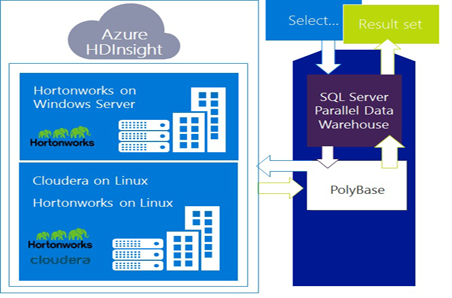 Azure
HDInsight
Hortonworks on
Windows Server
Hortonworks
Cloudera on Linux
Hortonworks on Linux
Hortonworks
cloudera
Select...
Result set
SQL Server
Parallel Data
Warehouse
PolyBase